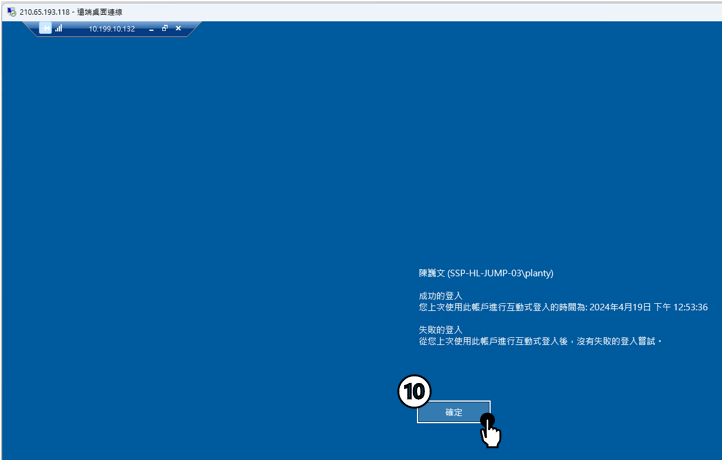 210.65.193.118 - 遠端桌面連線
10.199.10.132
陳巍文 (SSP-HL-JUMP-03\planty)
成功的登入
您上次使用此帳戶進行互動式登入的時間為: 2024年4月19日 下午 12:53:36
失敗的登入
從您上次使用此帳戶進行互動式登入後，沒有失敗的登入嘗試。
10
確定